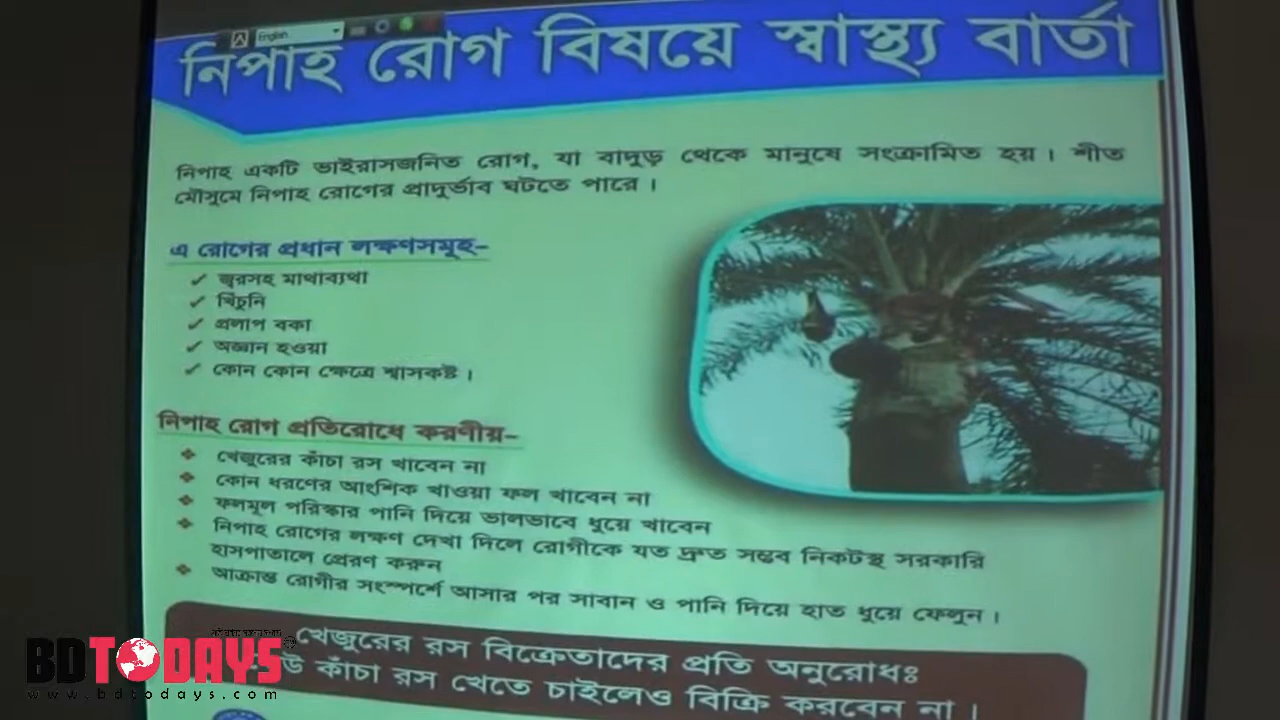 English
নিপাহ রোগ বিষয়ে স্বাস্থ্য বার্তা
নিপাহ একটি ভাইরাসজনিত রোগ, যা বাদুড় থেকে মানুষে সংক্রামিত হয়। শীত
মৌসুমে নিপাহ রোগের প্রাদুর্ভাব ঘটতে পারে।
এ রোগের প্রধান লক্ষণসমূহ-
জ্বরসহ মাথাব্যথা
খিঁচুনি
প্রলাপ বকা
অজ্ঞান হওয়া
কোন কোন ক্ষেত্রে শ্বাসকষ্ট।
নিপাহ রোগ প্রতিরোধে করণীয়-
খেজুরের কাঁচা রস খাবেন না
কোন ধরণের আংশিক খাওয়া ফল খাবেন না
ফলমূল পরিস্কার পানি দিয়ে ভালভাবে ধুয়ে খাবেন
নিপাহ রোগের লক্ষণ দেখা দিলে রোগীকে যত দ্রুত সম্ভব নিকটস্থ সরকারি
হাসপাতালে প্রেরণ করুন
আক্রান্ত রোগীর সংস্পর্শে আসার পর সাবান ও পানি দিয়ে হাত ধুয়ে ফেলুন।
খেজুরের রস বিক্রেতাদের প্রতি অনুরোধঃ
কাঁচা রস খেতে চাইলেও বিক্রি করবেন না।
BDTODAYS
www.bdtodays.com